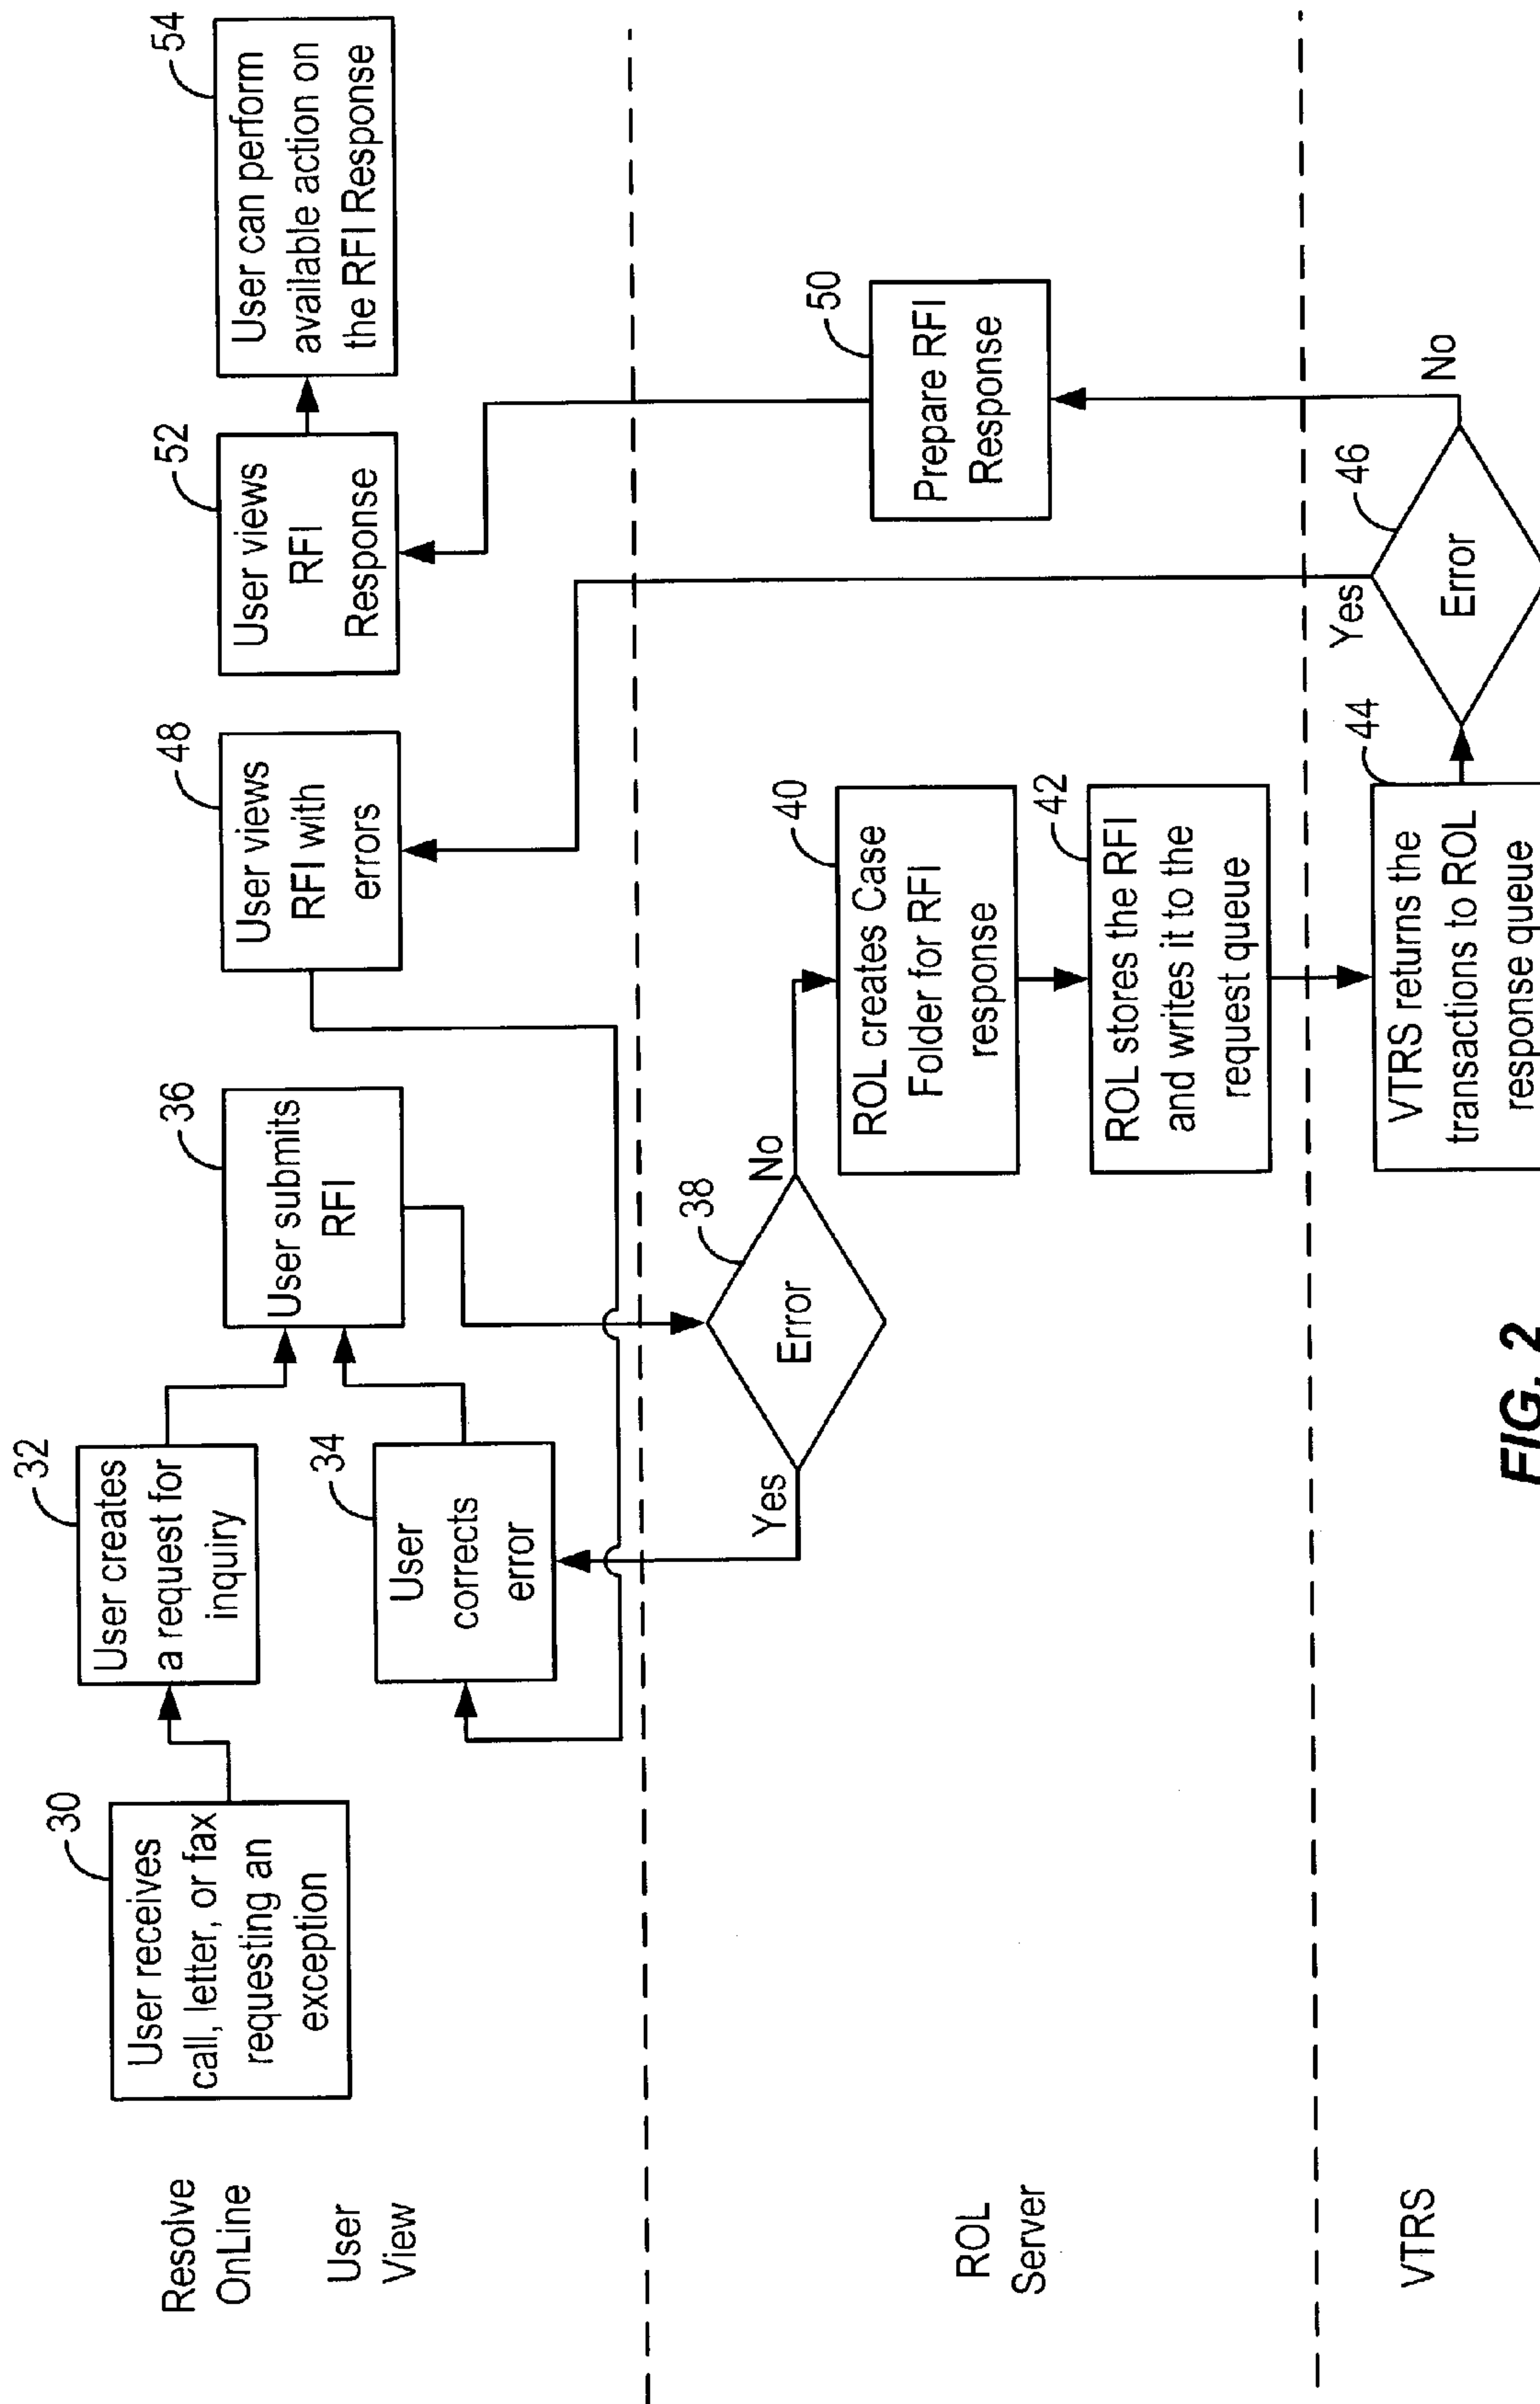 Resolve
OnLine
User
View
30
User receives
call, letter, or fax
requesting an
exception
32
User creates
a request for
inquiry
34
User
corrects
error
36
User submits
RFI
48
User views
RFI with
errors
52
User views
RFI
Response
54
User can perform
available action on
the RFI Response
ROL
Server
38
Error
Yes
No
40
ROL creates Case
Folder for RFI
response
42
ROL stores the RFI
and writes it to the
request queue
50
Prepare RFI
Response
VTRS
44
VTRS returns the
transactions to ROL
response queue
46
Error
Yes
No
FIG. 2